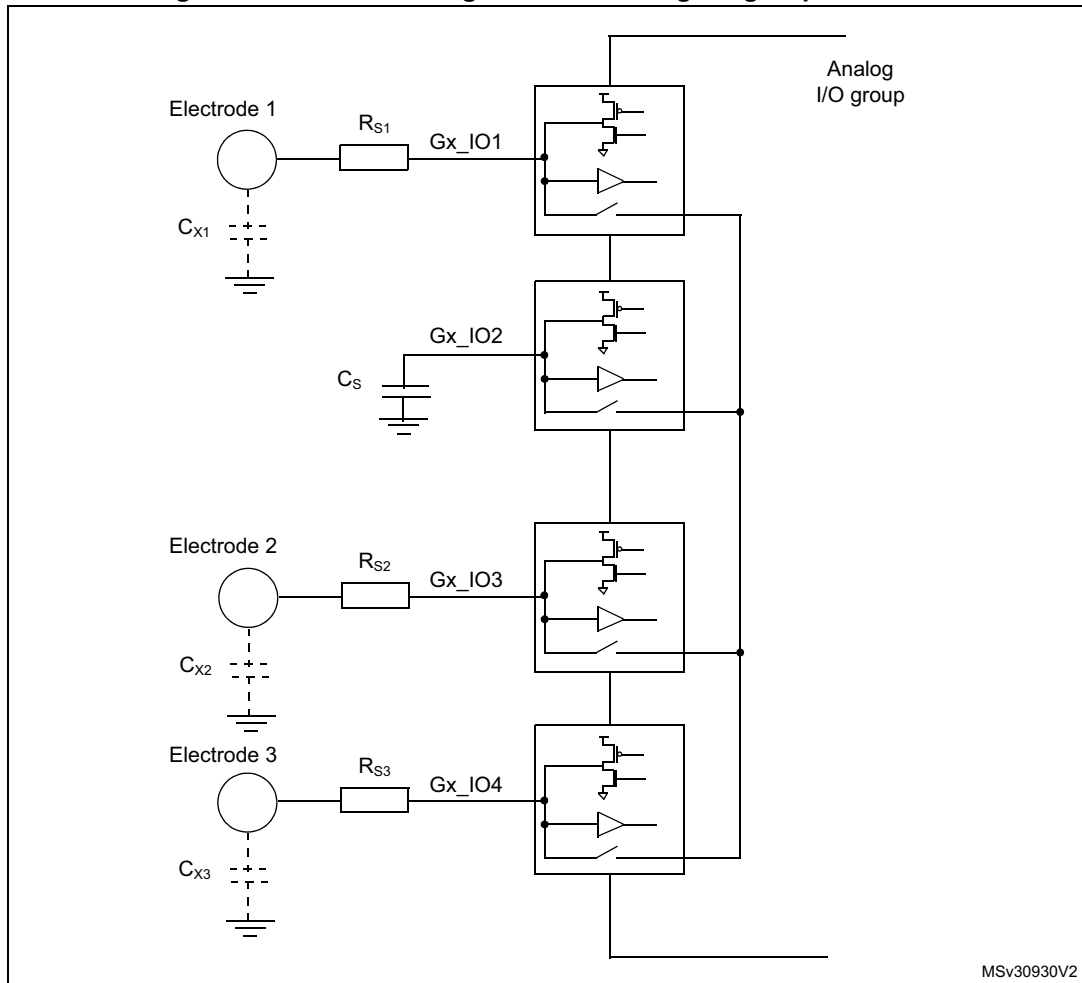 Analog
I/O group
Electrode 1
RS1
Gx_IO1
CX1
Gx_IO2
CS
Electrode 2
RS2
Gx_IO3
CX2
Electrode 3
RS3
Gx_IO4
CX3
MSv30930V2